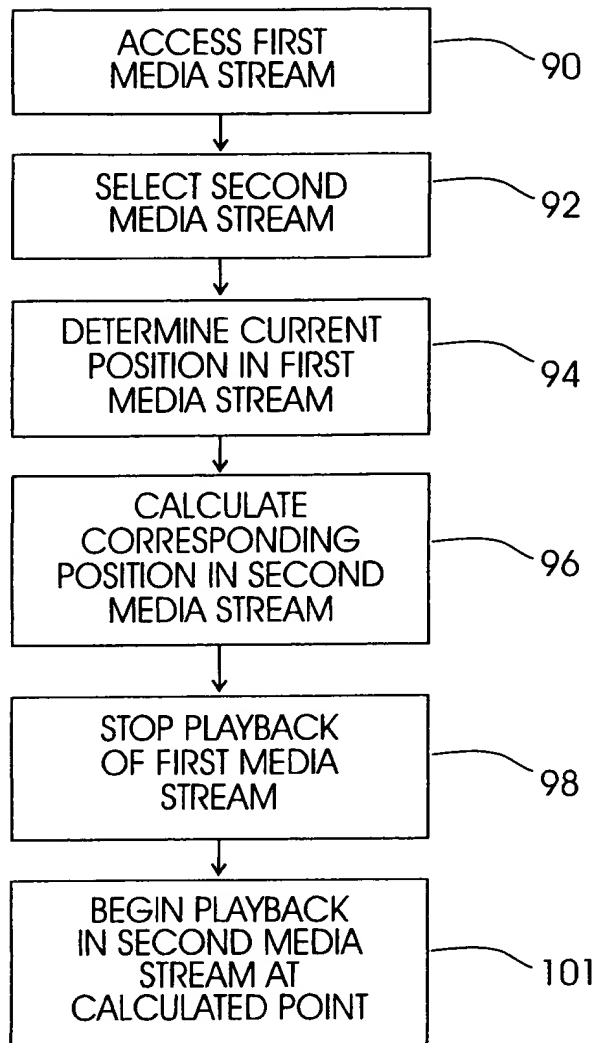 ACCESS FIRST
MEDIA STREAM
90
SELECT SECOND
MEDIA STREAM
92
DETERMINE CURRENT
POSITION IN FIRST
MEDIA STREAM
94
CALCULATE
CORRESPONDING
POSITION IN SECOND
MEDIA STREAM
96
STOP PLAYBACK
OF FIRST MEDIA
STREAM
98
BEGIN PLAYBACK
IN SECOND MEDIA
STREAM AT
CALCULATED POINT
101